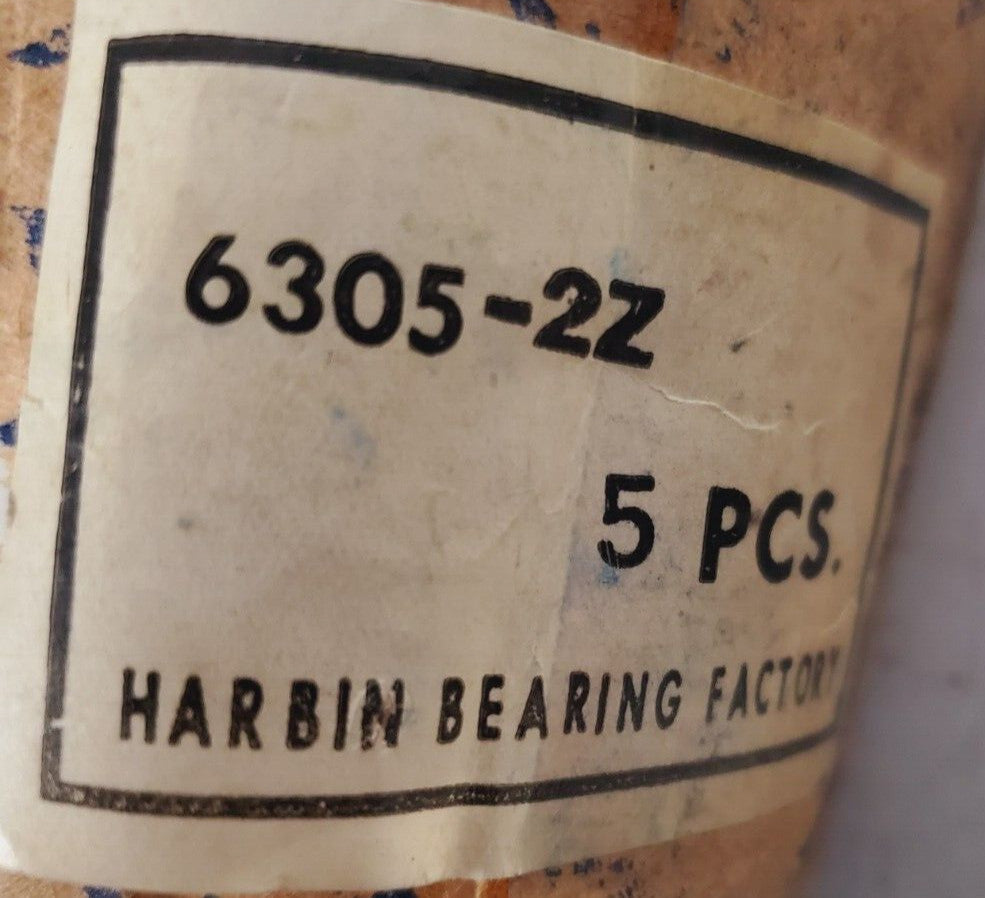 6305-2Z
5 PCS.
HARBIN BEARING FACTORY